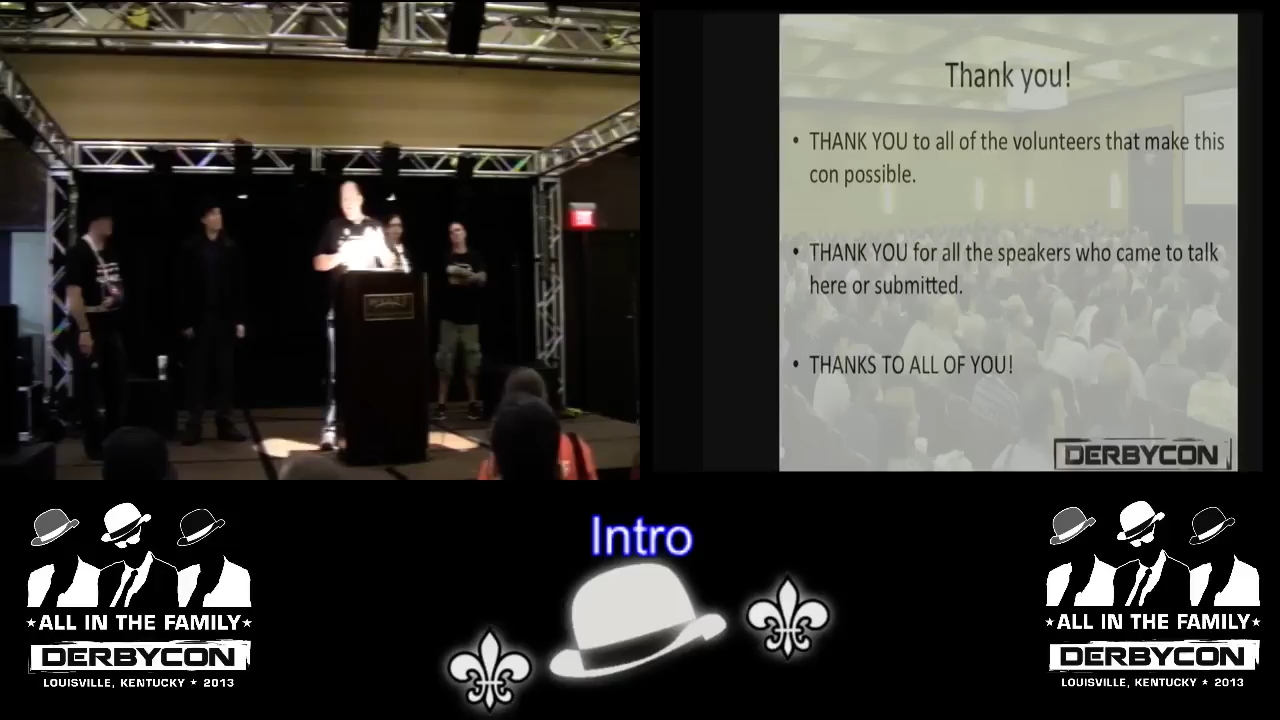 Thank you!
• THANK YOU to all of the volunteers that make this
con possible.
• THANK YOU for all the speakers who came to talk
here or submitted.
• THANKS TO ALL OF YOU!
DERBYCON
EXIT
HYATT
Intro
★ALL IN THE FAMILY★
DERBYCON
LOUISVILLE, KENTUCKY ★ 2013
★ALL IN THE FAMILY★
DERBYCON
LOUISVILLE, KENTUCKY ★ 2013